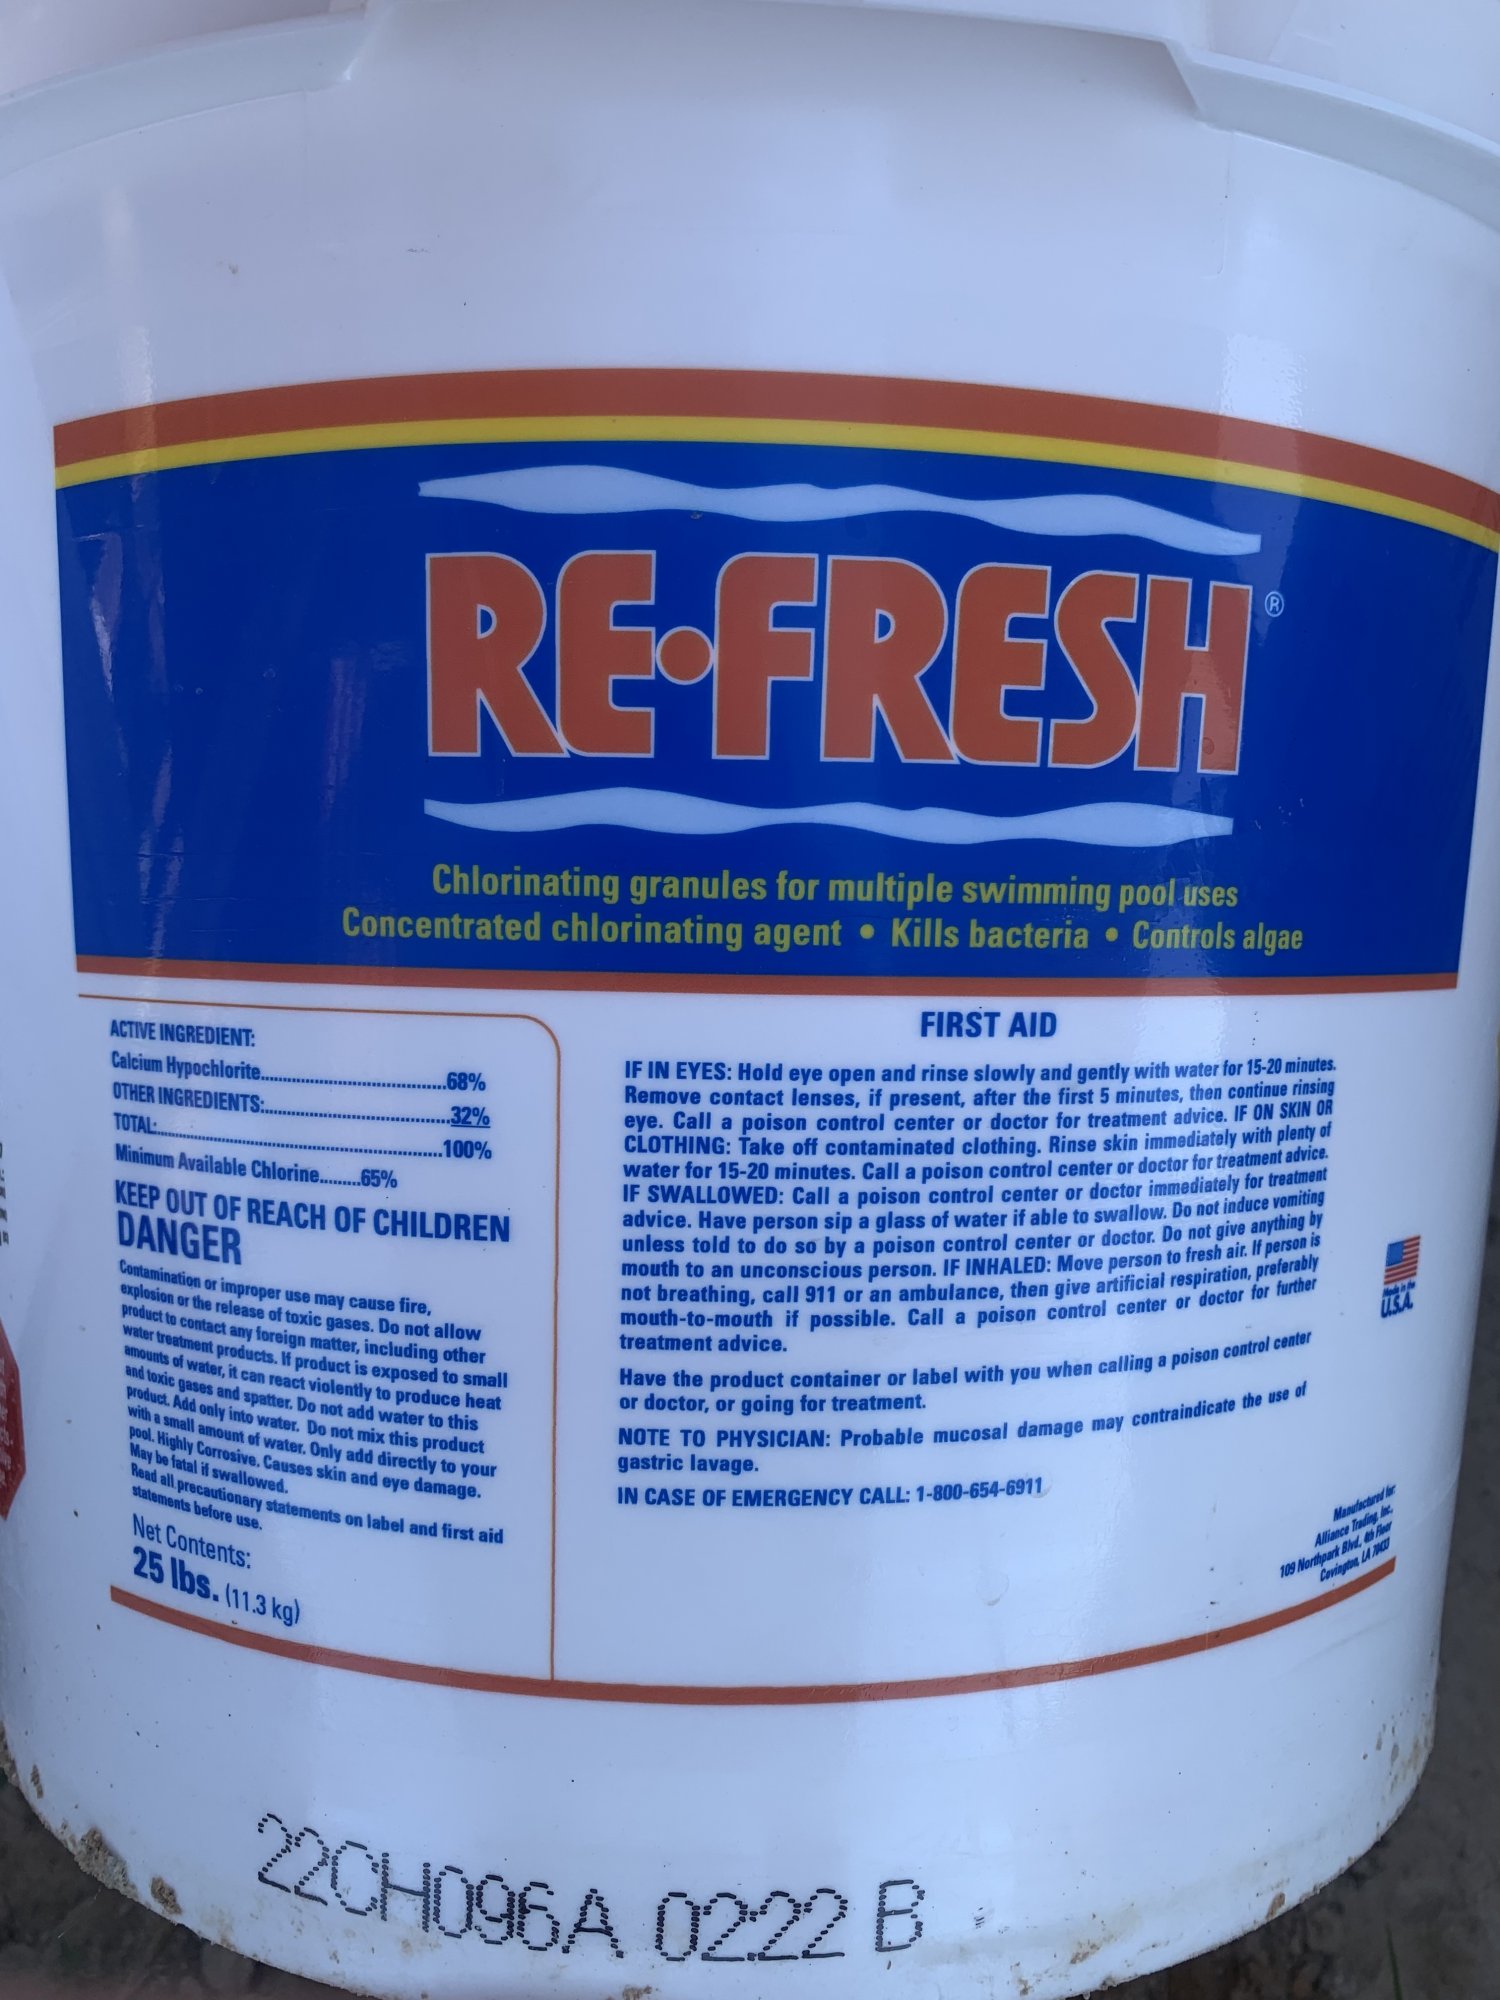 RE•FRESH®
Chlorinating granules for multiple swimming pool uses
Concentrated chlorinating agent • Kills bacteria • Controls algae
ACTIVE INGREDIENT:
Calcium Hypochlorite..........68%
OTHER INGREDIENTS:..........32%
TOTAL:..........100%
Minimum Available Chlorine.........65%
KEEP OUT OF REACH OF CHILDREN
DANGER
Contamination or improper use may cause fire,
explosion or the release of toxic gases. Do not allow
product to contact any foreign matter, including other
water treatment products. If product is exposed to small
amounts of water, it can react violently to produce heat
and toxic gases and spatter. Do not add water to this
product. Add only into water. Do not mix this product
with a small amount of water. Only add directly to your
pool. Highly Corrosive. Causes skin and eye damage.
May be fatal if swallowed.
Read all precautionary statements on label and first aid
statements before use.
Net Contents:
25 lbs. (11.3 kg)
FIRST AID
IF IN EYES: Hold eye open and rinse slowly and gently with water for 15-20 minutes.
Remove contact lenses, if present, after the first 5 minutes, then continue rinsing
eye. Call a poison control center or doctor for treatment advice. IF ON SKIN OR
CLOTHING: Take off contaminated clothing. Rinse skin immediately with plenty of
water for 15-20 minutes. Call a poison control center or doctor for treatment advice.
IF SWALLOWED: Call a poison control center or doctor immediately for treatment
advice. Have person sip a glass of water if able to swallow. Do not induce vomiting
unless told to do so by a poison control center or doctor. Do not give anything by
mouth to an unconscious person. IF INHALED: Move person to fresh air. If person is
not breathing, call 911 or an ambulance, then give artificial respiration, preferably
mouth-to-mouth if possible. Call a poison control center or doctor for further
treatment advice.
Have the product container or label with you when calling a poison control center
or doctor, or going for treatment.
NOTE TO PHYSICIAN: Probable mucosal damage may contraindicate the use of
gastric lavage.
IN CASE OF EMERGENCY CALL: 1-800-654-6911
Made in the
U.S.A.
Manufactured for:
Alliance Trading, Inc.
109 Northpark Blvd, 4th Floor
Covington, LA 70433
22CH096A 0222 B